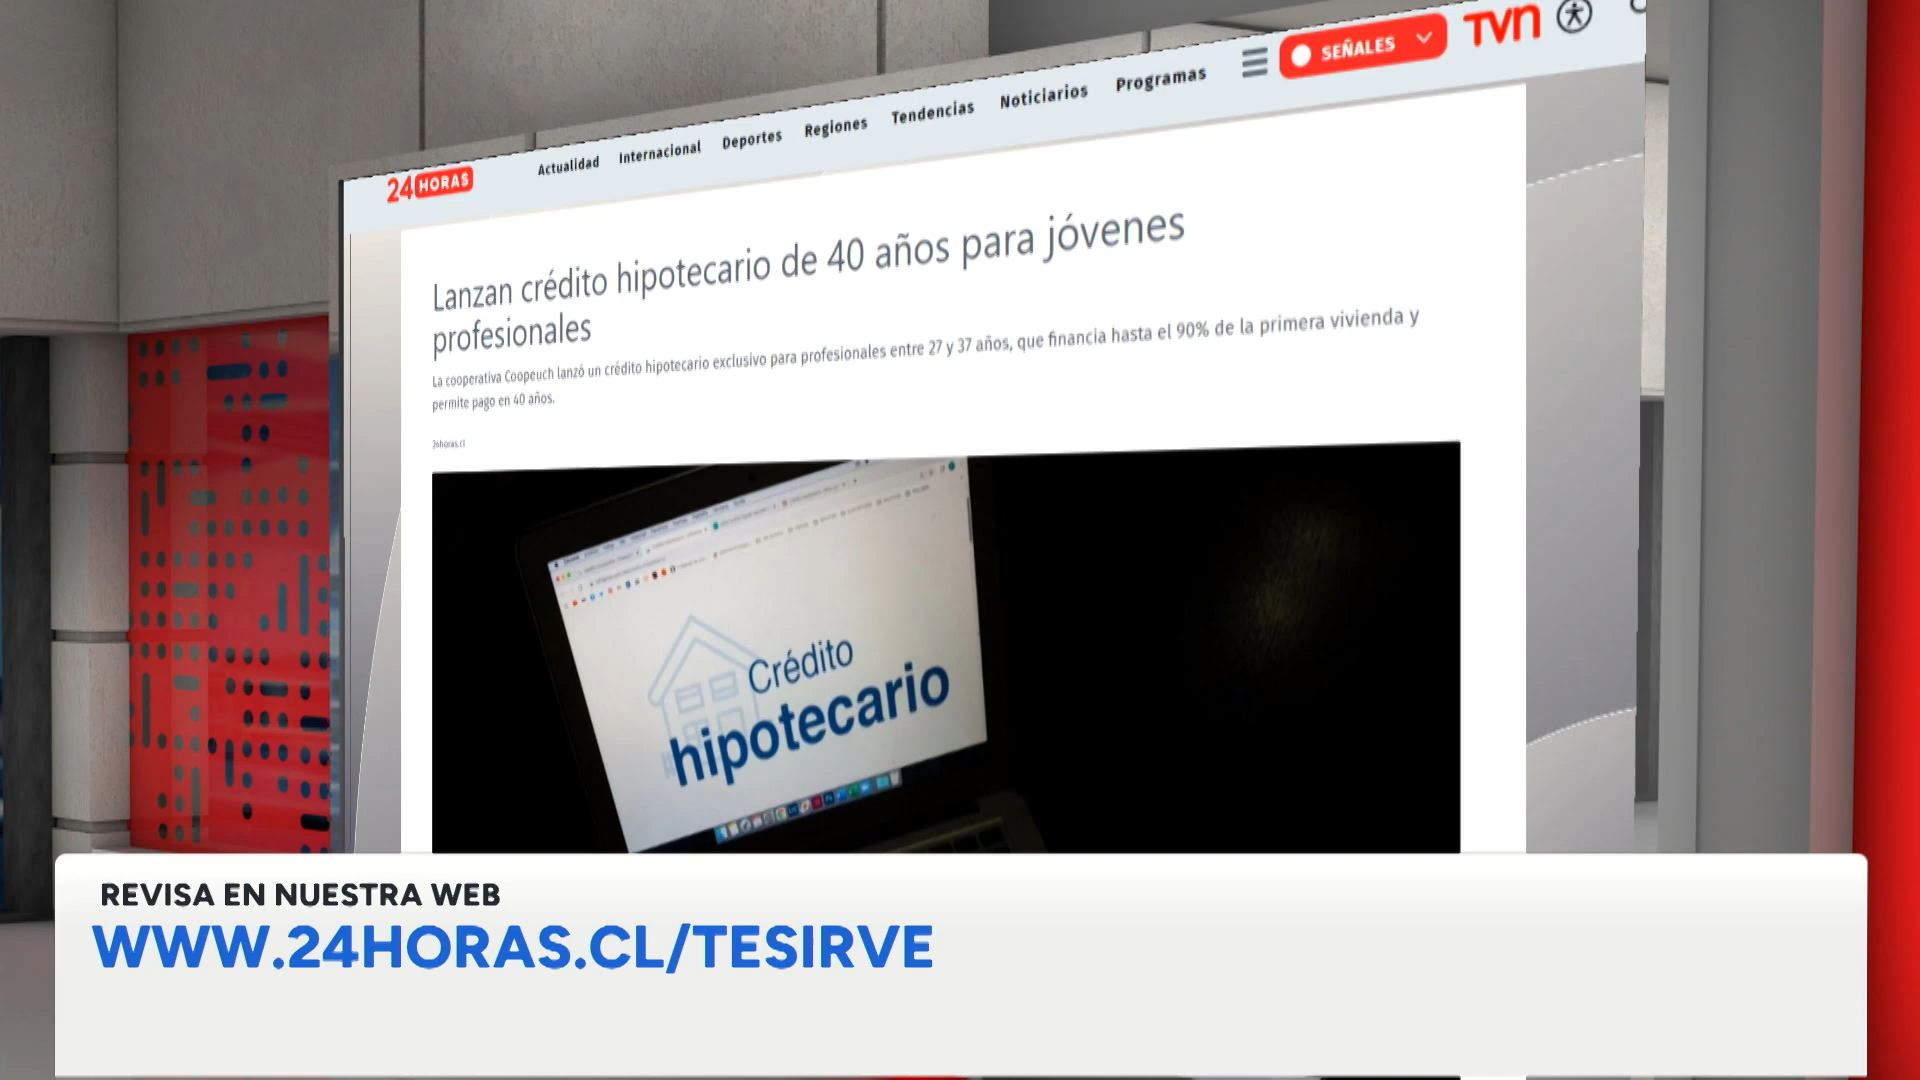 Actualidad Internacional Deportes Regiones Tendencias Noticiarios Programas SEÑALES TVN
24 HORAS
Lanzan crédito hipotecario de 40 años para jóvenes
profesionales
La cooperativa Coopeuch lanzó un crédito hipotecario exclusivo para profesionales entre 27 y 37 años, que financia hasta el 90% de la primera vivienda y
permite pago en 40 años.
24horas.cl
Crédito
hipotecario
REVISA EN NUESTRA WEB
WWW.24HORAS.CL/TESIRVE